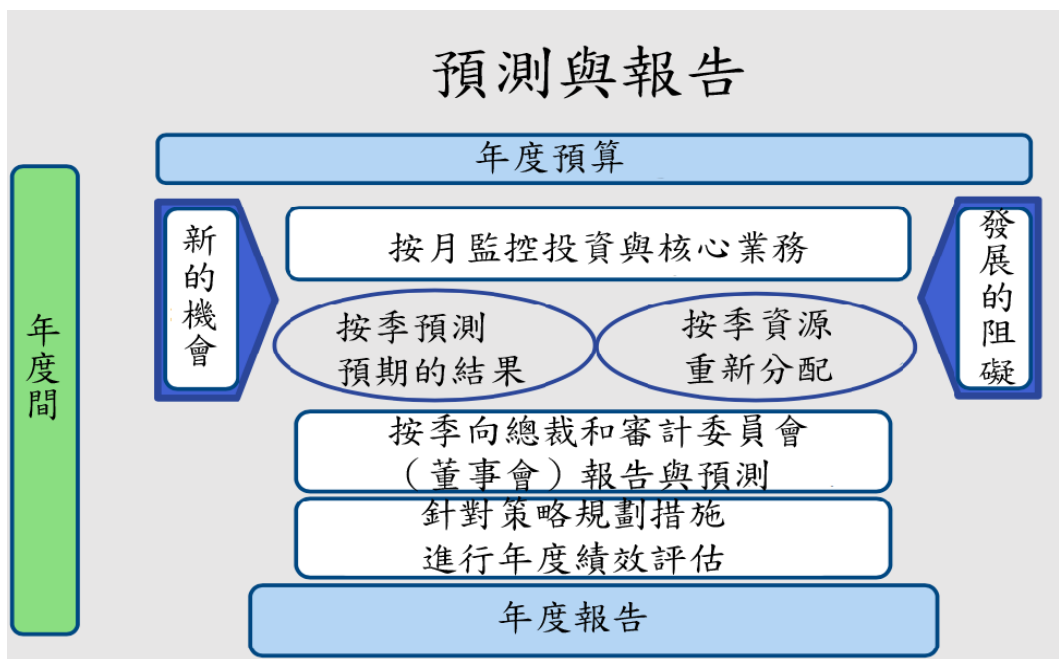 預測與報告
年度預算
年度間
新的機會
按月監控投資與核心業務
發展的阻礙
按季預測
預期的結果
按季資源
重新分配
按季向總裁和審計委員會
（董事會）報告與預測
針對策略規劃措施
進行年度績效評估
年度報告